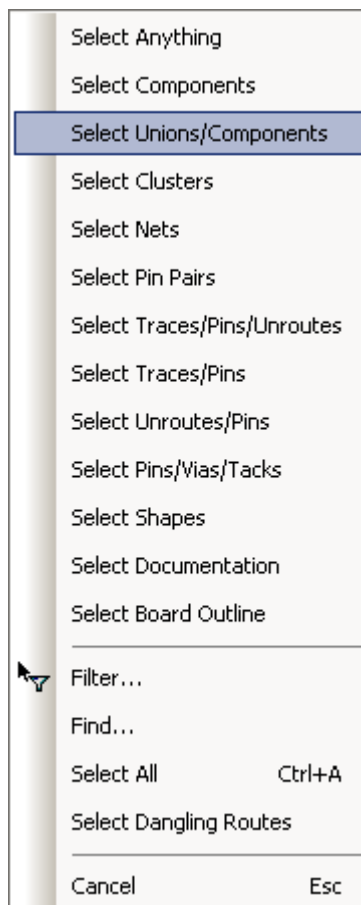 Select Anything
Select Components
Select Unions/Components
Select Clusters
Select Nets
Select Pin Pairs
Select Traces/Pins/Unroutes
Select Traces/Pins
Select Unroutes/Pins
Select Pins/Vias/Tacks
Select Shapes
Select Documentation
Select Board Outline
Filter...
Find...
Select All Ctrl+A
Select Dangling Routes
Cancel Esc